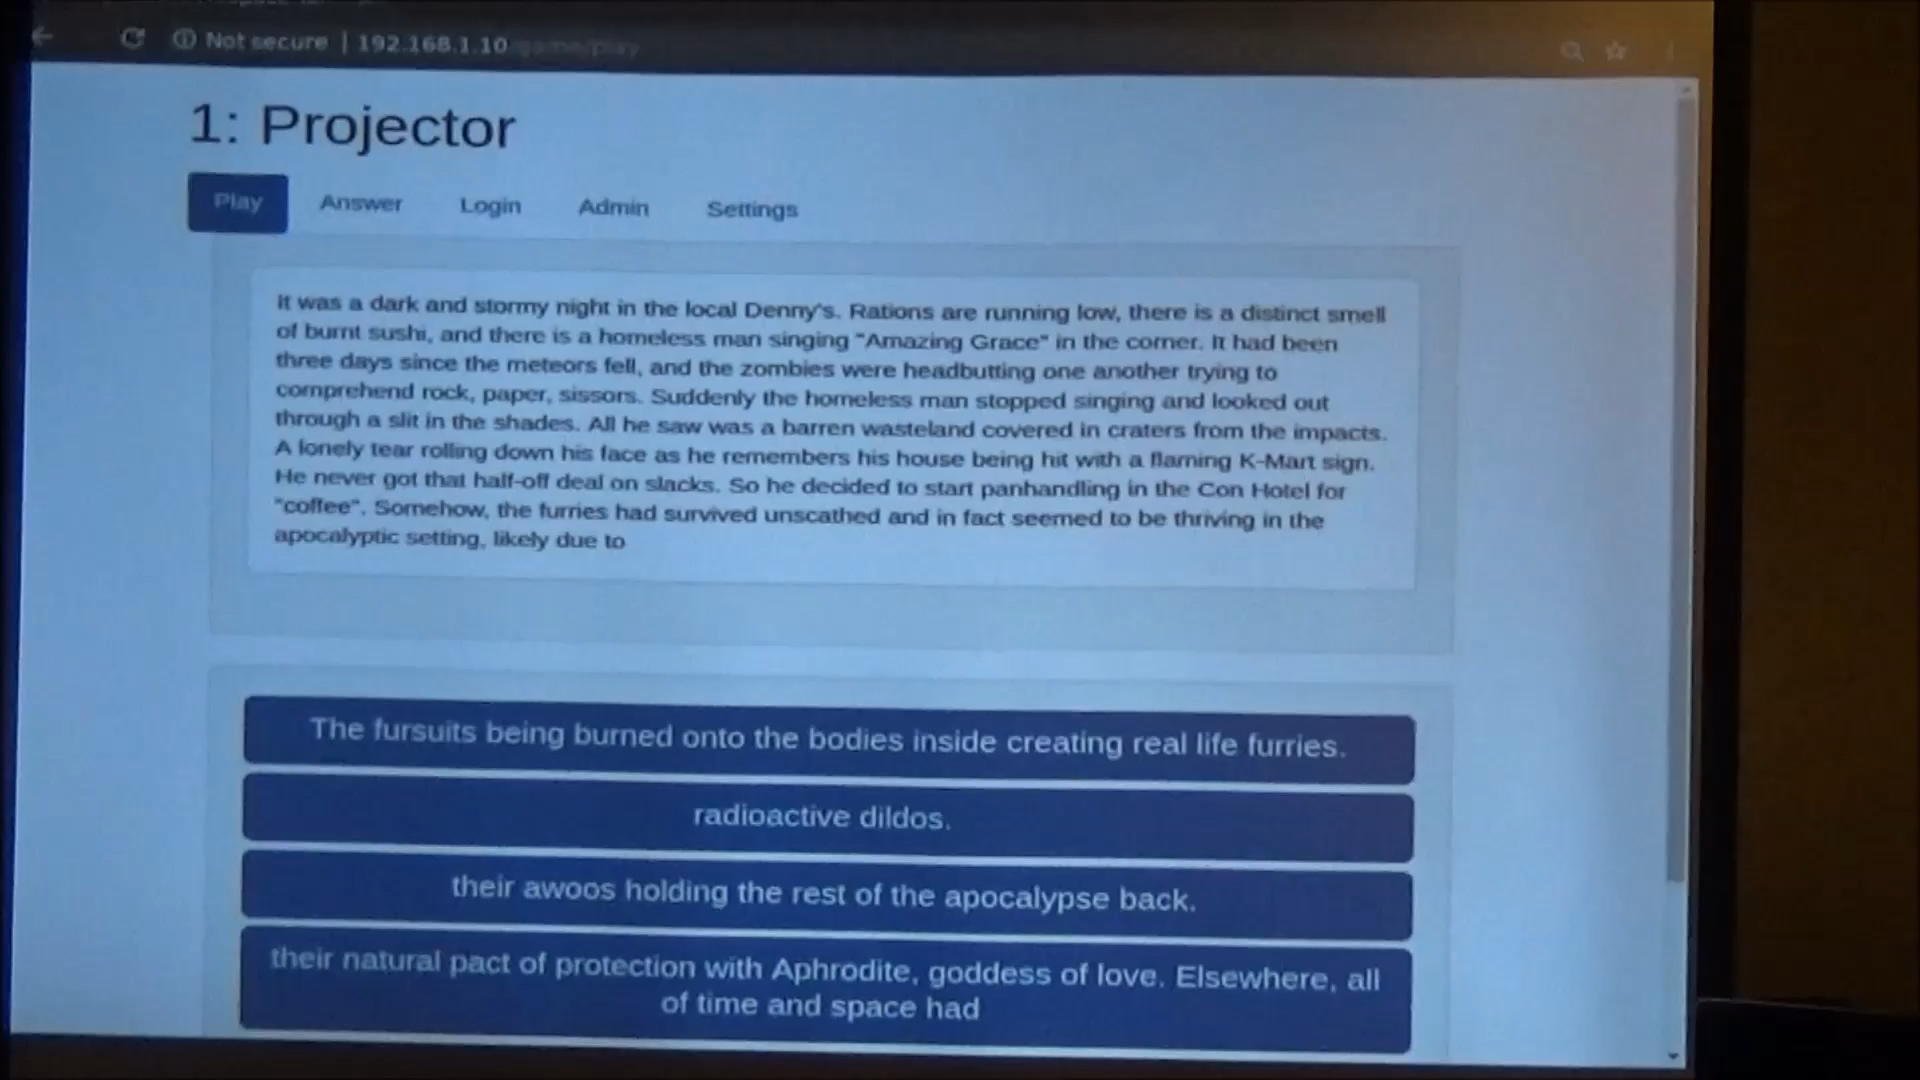 Not secure | 192.168.1.10/game/play
1: Projector
Play Answer Login Admin Settings
It was a dark and stormy night in the local Denny's. Rations are running low, there is a distinct smell
of burnt sushi, and there is a homeless man singing "Amazing Grace" in the corner. It had been
three days since the meteors fell, and the zombies were headbutting one another trying to
comprehend rock, paper, sissors. Suddenly the homeless man stopped singing and looked out
through a slit in the shades. All he saw was a barren wasteland covered in craters from the impacts.
A lonely tear rolling down his face as he remembers his house being hit with a flaming K-Mart sign.
He never got that half-off deal on slacks. So he decided to start panhandling in the Con Hotel for
"coffee". Somehow, the furries had survived unscathed and in fact seemed to be thriving in the
apocalyptic setting, likely due to
The fursuits being burned onto the bodies inside creating real life furries.
radioactive dildos.
their awoos holding the rest of the apocalypse back.
their natural pact of protection with Aphrodite, goddess of love. Elsewhere, all
of time and space had